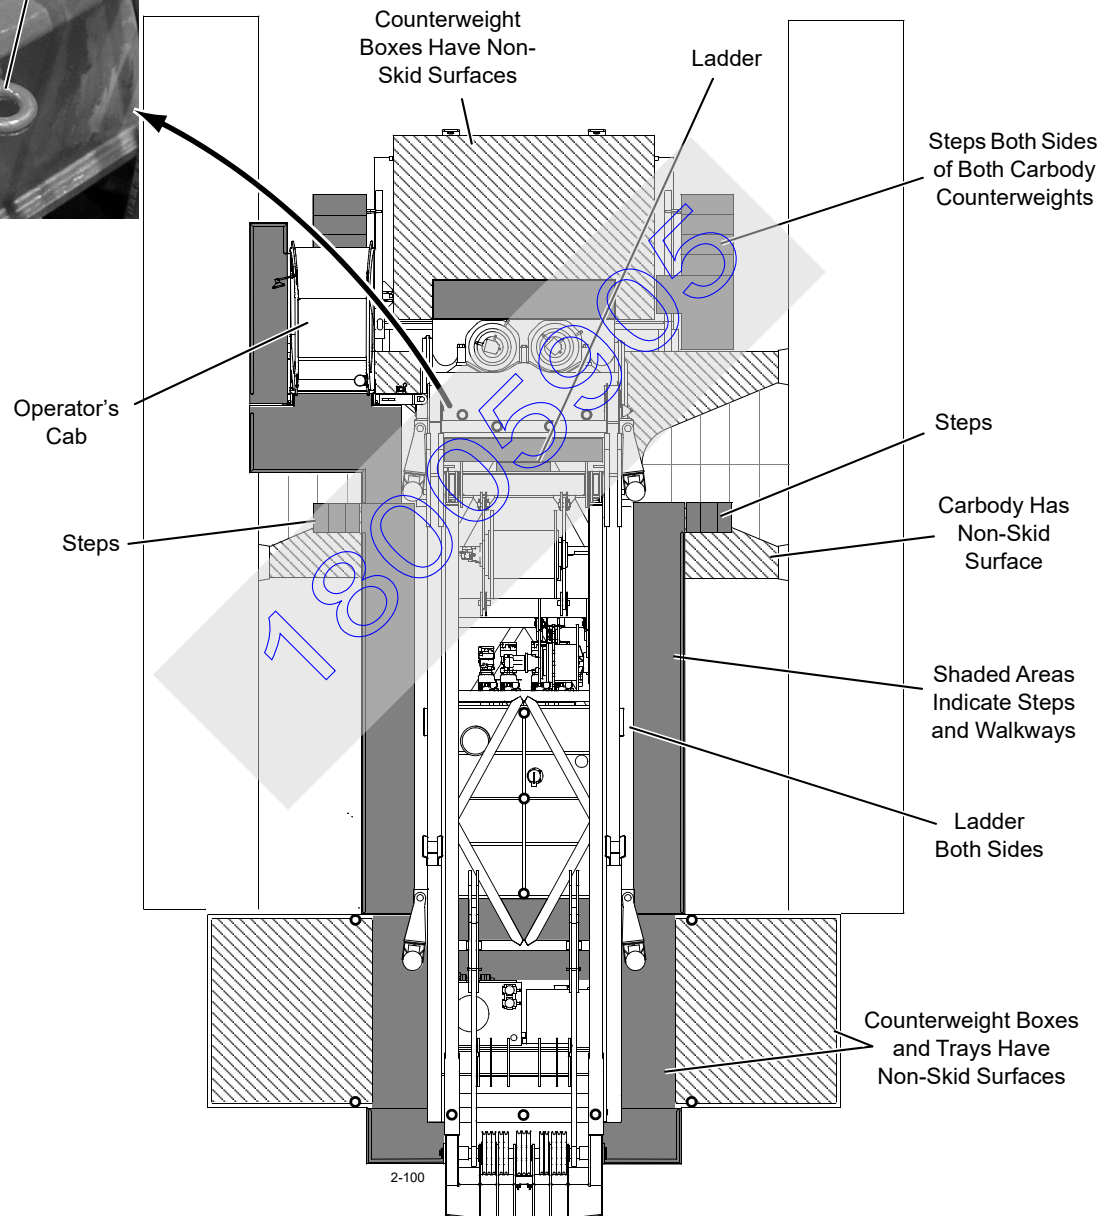 Counterweight
Boxes Have Non-
Skid Surfaces
Ladder
Steps Both Sides
of Both Carbody
Counterweights
Operator’s
Cab
Steps
Carbody Has
Non-Skid
Surface
Steps
Shaded Areas
Indicate Steps
and Walkways
Ladder
Both Sides
Counterweight Boxes
and Trays Have
Non-Skid Surfaces
2-100
18005905